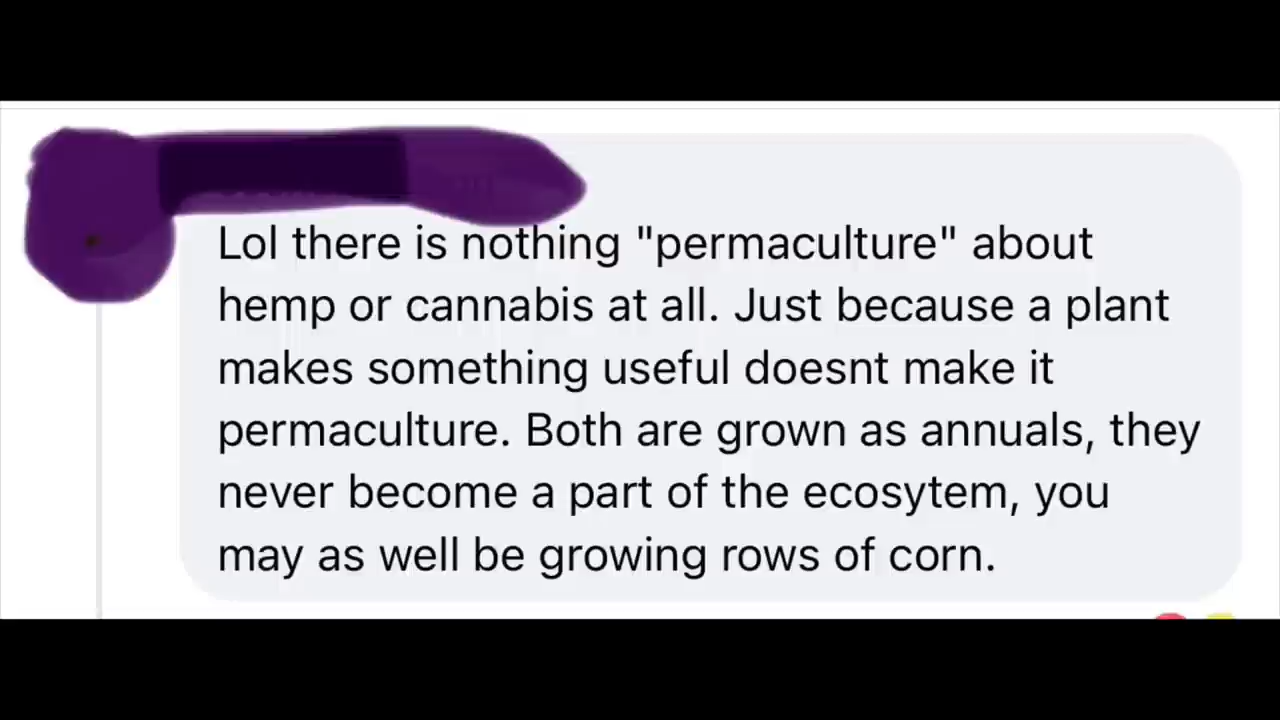 Lol there is nothing "permaculture" about
hemp or cannabis at all. Just because a plant
makes something useful doesnt make it
permaculture. Both are grown as annuals, they
never become a part of the ecosytem, you
may as well be growing rows of corn.